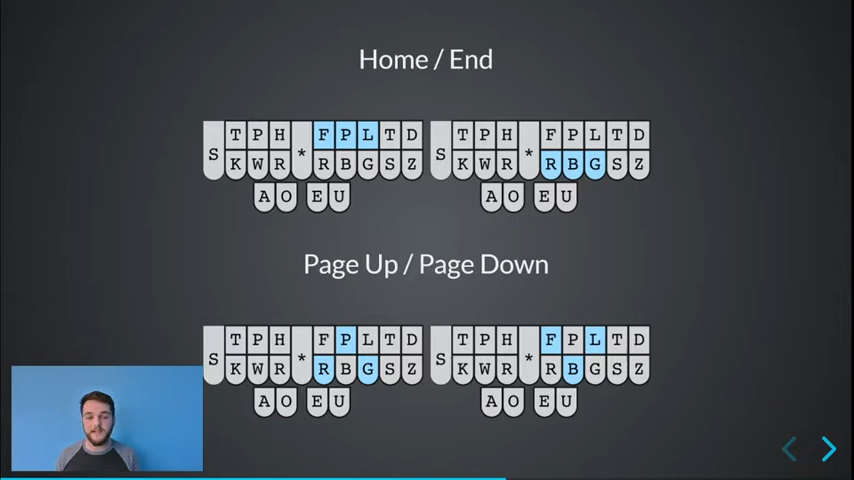 Home / End
T P H F P L T D T P H F P L T D
S * S *
K W R R B G S Z K W R R B G S Z
A O E U A O E U
Page Up / Page Down
T P H F P L T D T P H F P L T D
S * S *
K W R R B G S Z K W R R B G S Z
A O E U A O E U